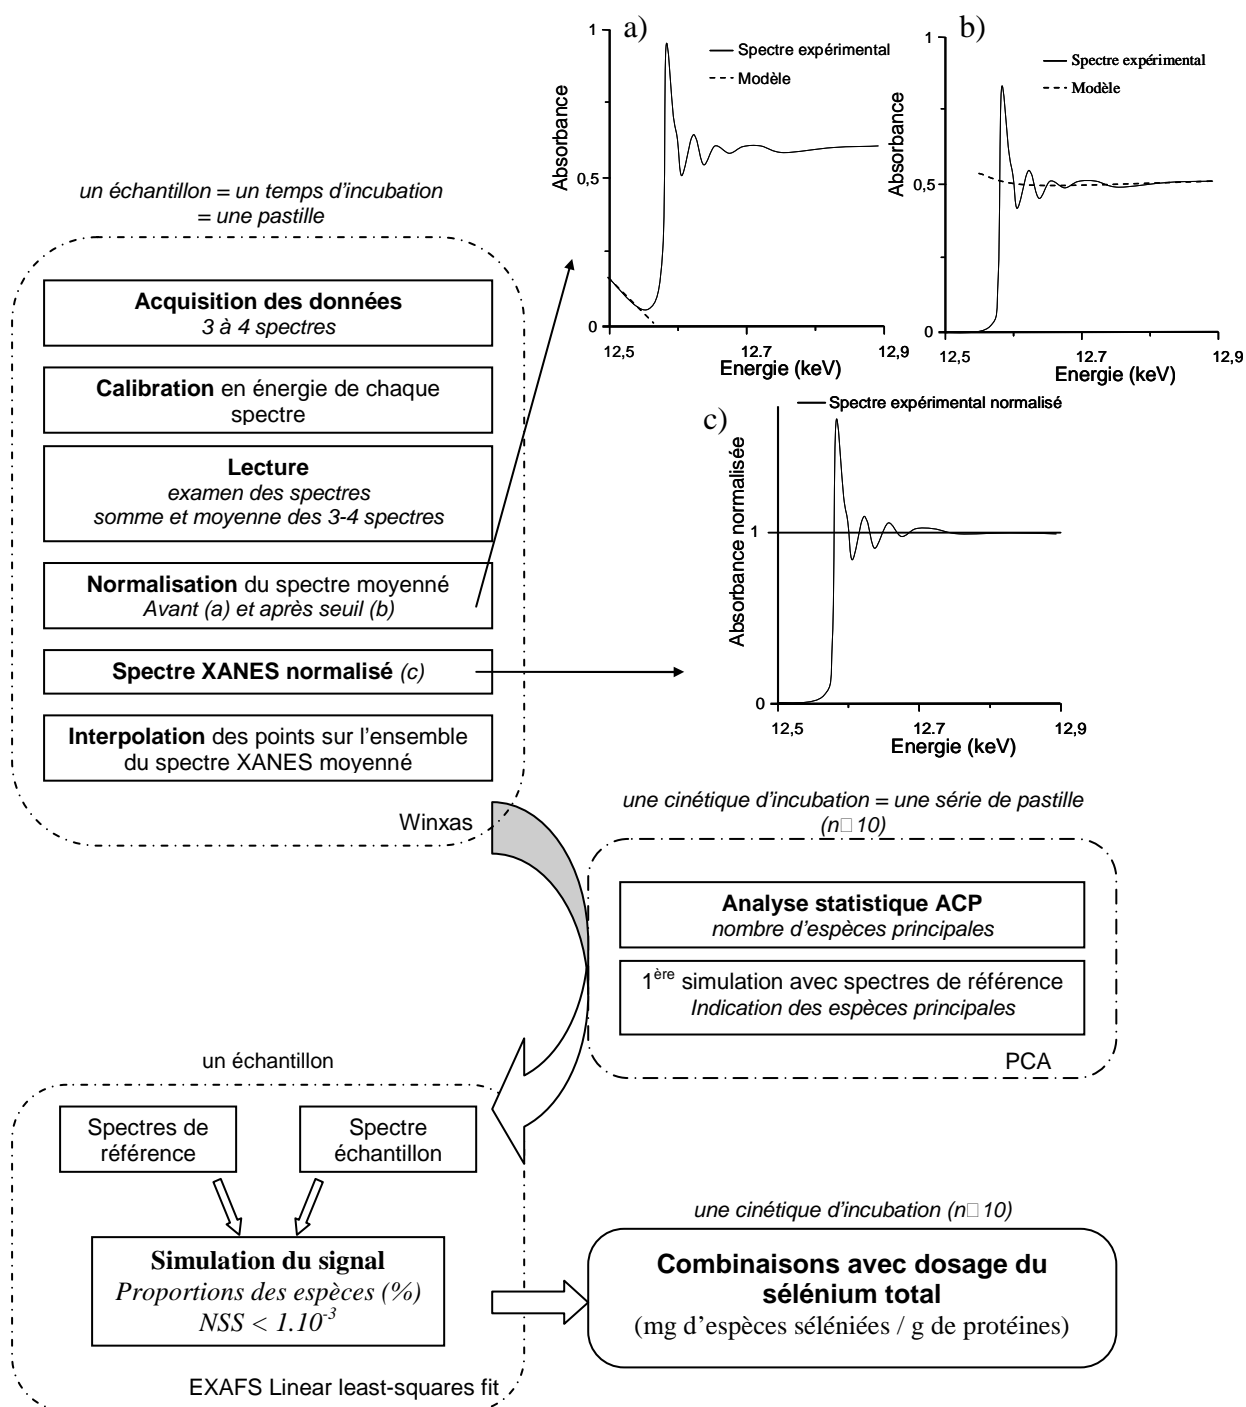 a)
1
Spectre expérimental
Modèle
Absorbance
0,5
0
12,5
12.7
12,9
Energie (keV)
b)
1
Spectre expérimental
Modèle
Absorbance
0,5
0
12,5
12.7
12,9
Energie (keV)
c)
Spectre expérimental normalisé
Absorbance normalisée
1
0
12,5
12.7
12,9
Energie (keV)
un échantillon = un temps d'incubation
= une pastille
Acquisition des données
3 à 4 spectres
Calibration en énergie de chaque
spectre
Lecture
examen des spectres
somme et moyenne des 3-4 spectres
Normalisation du spectre moyenné
Avant (a) et après seuil (b)
Spectre XANES normalisé (c)
Interpolation des points sur l'ensemble
du spectre XANES moyenné
Winxas
une cinétique d'incubation = une série de pastille
(n□ 10)
Analyse statistique ACP
nombre d'espèces principales
1ère simulation avec spectres de référence
Indication des espèces principales
PCA
un échantillon
Spectres de
référence
Spectre
échantillon
Simulation du signal
Proportions des espèces (%)
NSS < 1.10-3
EXAFS Linear least-squares fit
une cinétique d'incubation (n□ 10)
Combinaisons avec dosage du
sélénium total
(mg d'espèces séléniées / g de protéines)